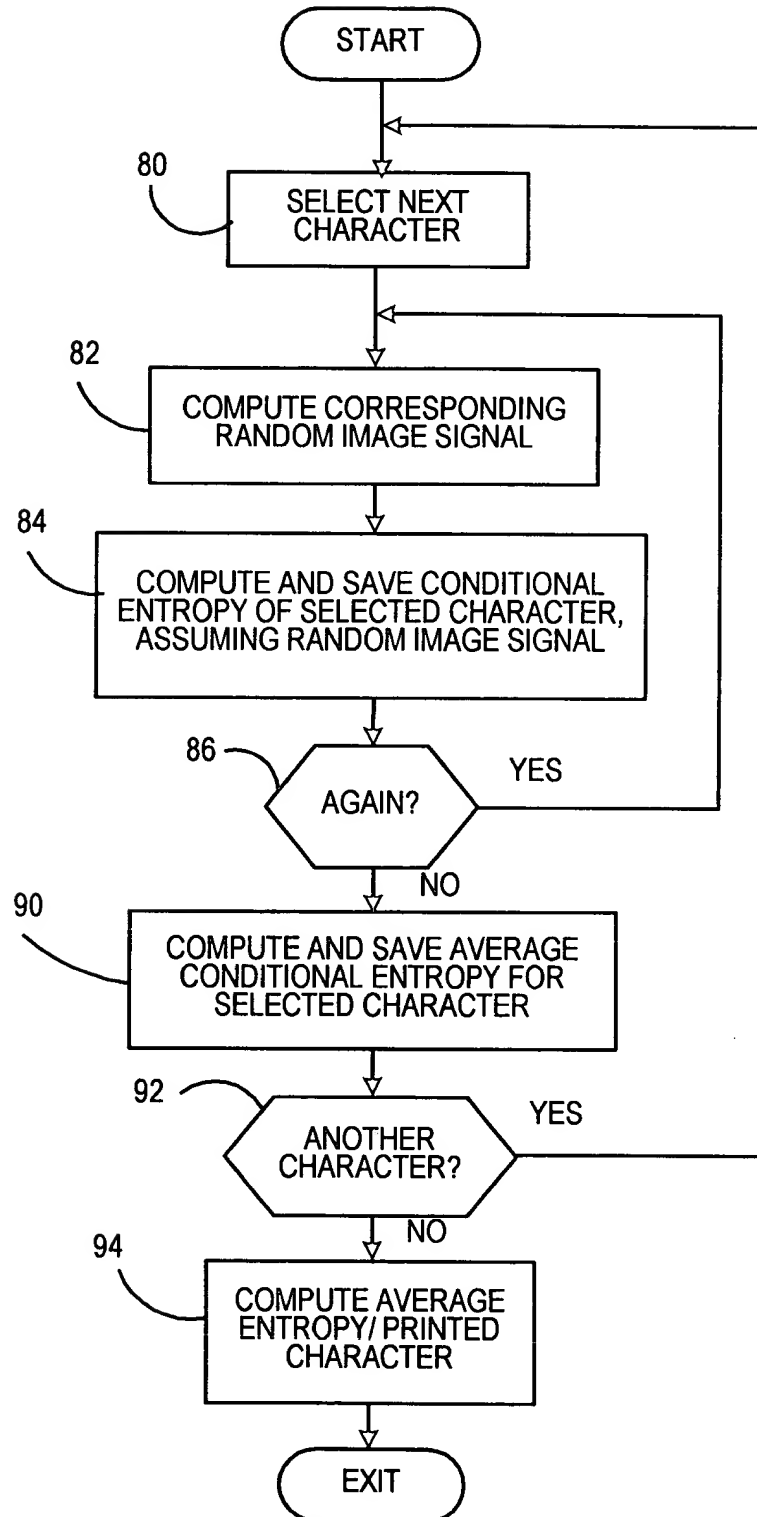 START
80
SELECT NEXT
CHARACTER
82
COMPUTE CORRESPONDING
RANDOM IMAGE SIGNAL
84
COMPUTE AND SAVE CONDITIONAL
ENTROPY OF SELECTED CHARACTER,
ASSUMING RANDOM IMAGE SIGNAL
86
AGAIN?
YES
NO
90
COMPUTE AND SAVE AVERAGE
CONDITIONAL ENTROPY FOR
SELECTED CHARACTER
92
ANOTHER
CHARACTER?
YES
NO
94
COMPUTE AVERAGE
ENTROPY/ PRINTED
CHARACTER
EXIT